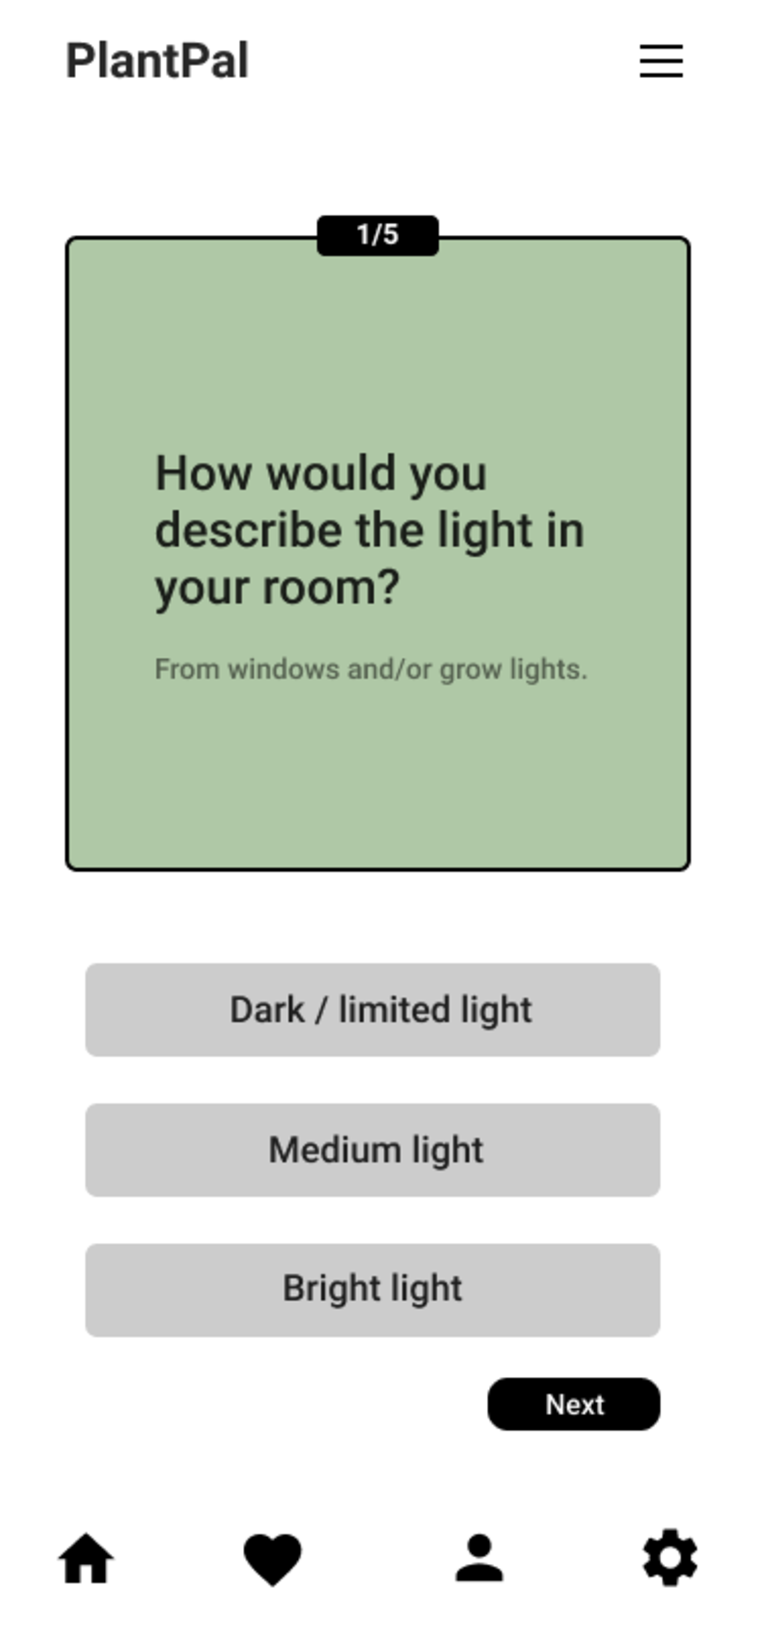 PlantPal
1/5
How would you
describe the light in
your room?
From windows and/or grow lights.
Dark / limited light
Medium light
Bright light
Next